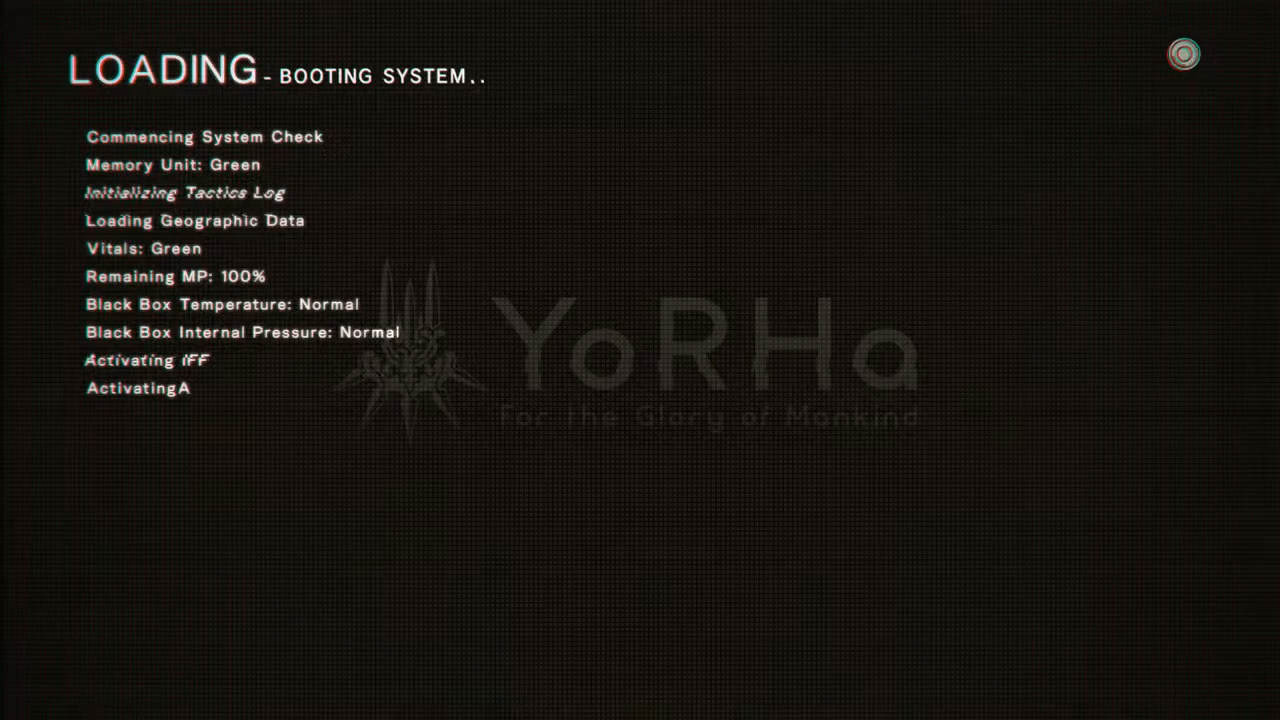 LOADING - BOOTING SYSTEM..
Commencing System Check
Memory Unit: Green
Initializing Tactics Log
Loading Geographic Data
Vitals: Green
Remaining MP: 100%
Black Box Temperature: Normal
Black Box Internal Pressure: Normal
Activating IFF
ActivatingA
YoRHa
For the Glory of Mankind